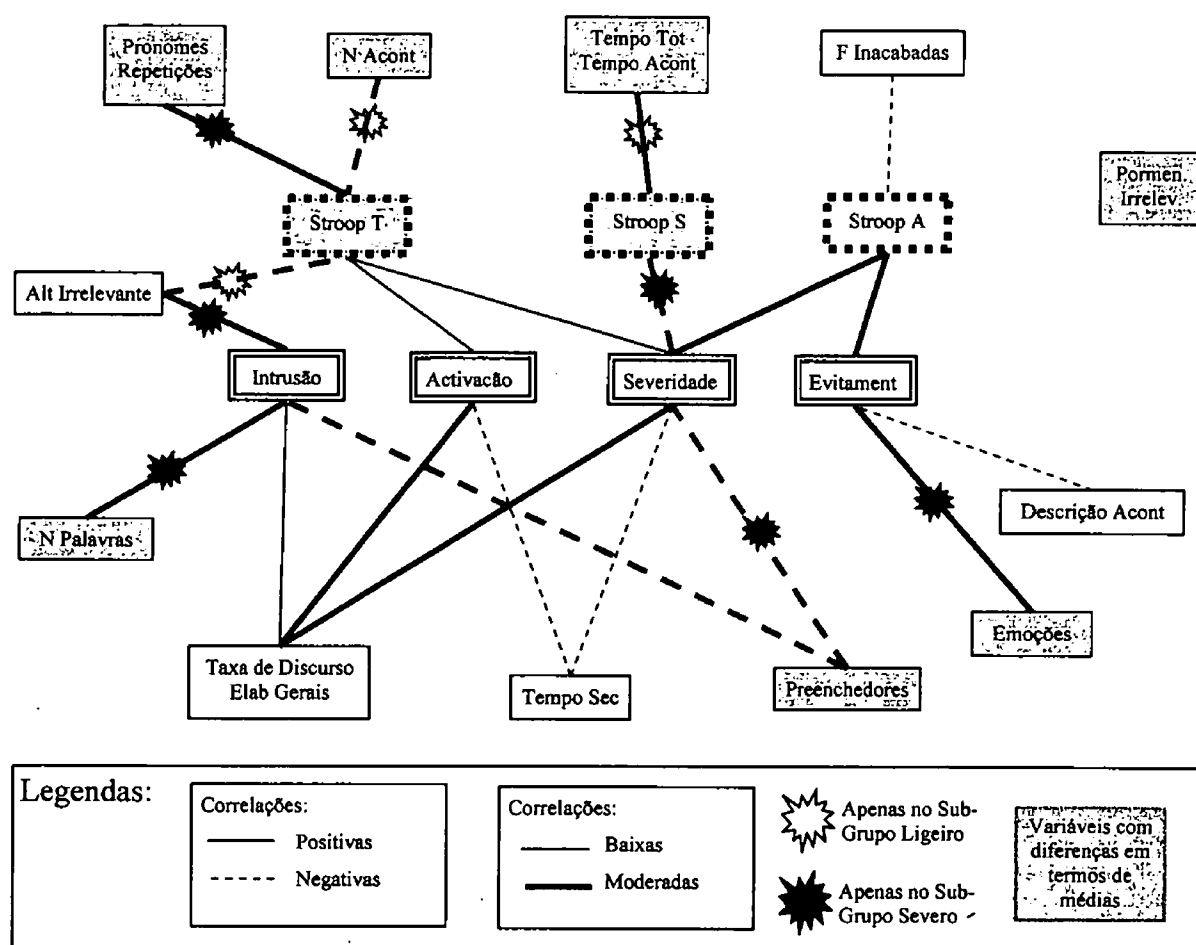 Pronomes
Repetições
N Acont
Tempo Tot
Tempo Acont
F Inacabadas
Pormen.
Irrelev.
Stroop T
Stroop S
Stroop A
Alt Irrelevante
Intrusão
Activacão
Severidade
Evitament
N Palavras
Descrição Acont
Emoções
Taxa de Discurso
Elab Gerais
Tempo Sec
Preenchedores
Legendas:
Correlações:
Positivas
Negativas
Correlações:
Baixas
Moderadas
Apenas no Sub-
Grupo Ligeiro
Apenas no Sub-
Grupo Severo
Variáveis com
diferenças em
termos de
médias